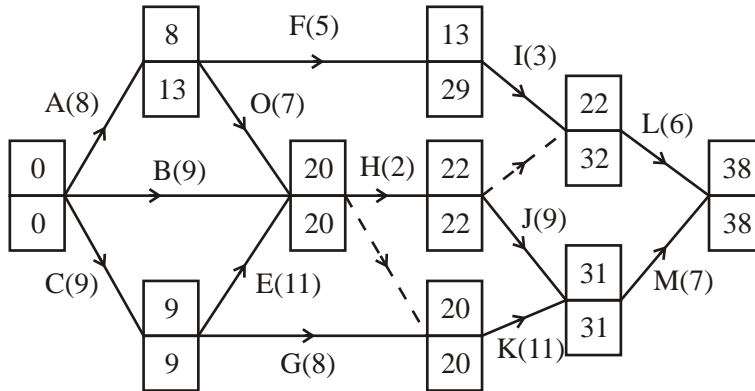 8
13
F(5)
13
29
I(3)
A(8)
O(7)
22
32
L(6)
0
0
B(9)
20
20
H(2)
22
22
38
38
J(9)
C(9)
E(11)
31
31
M(7)
9
9
G(8)
20
20
K(11)